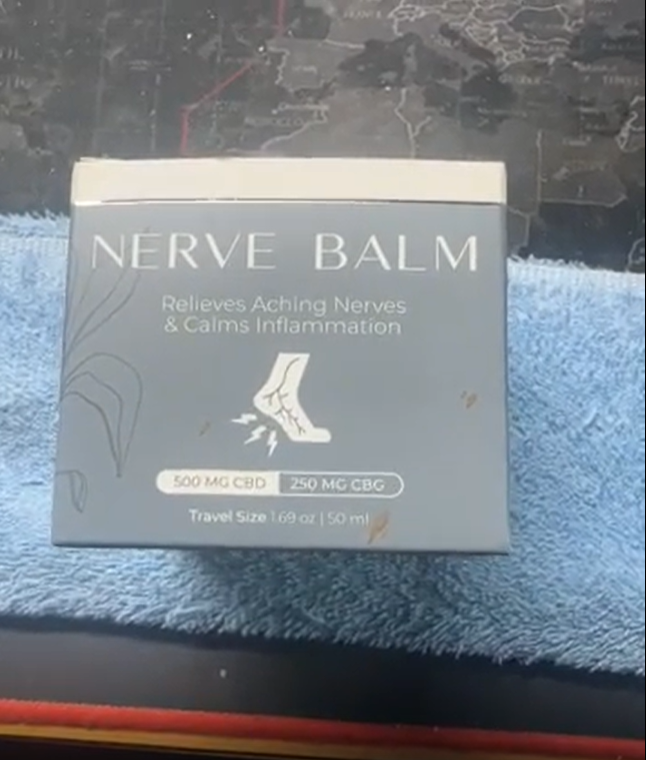 NERVE BALM
Relieves Aching Nerves
& Calms Inflammation
500 MG CBD 250 MG CBG
Travel Size 1.69 oz | 50 ml